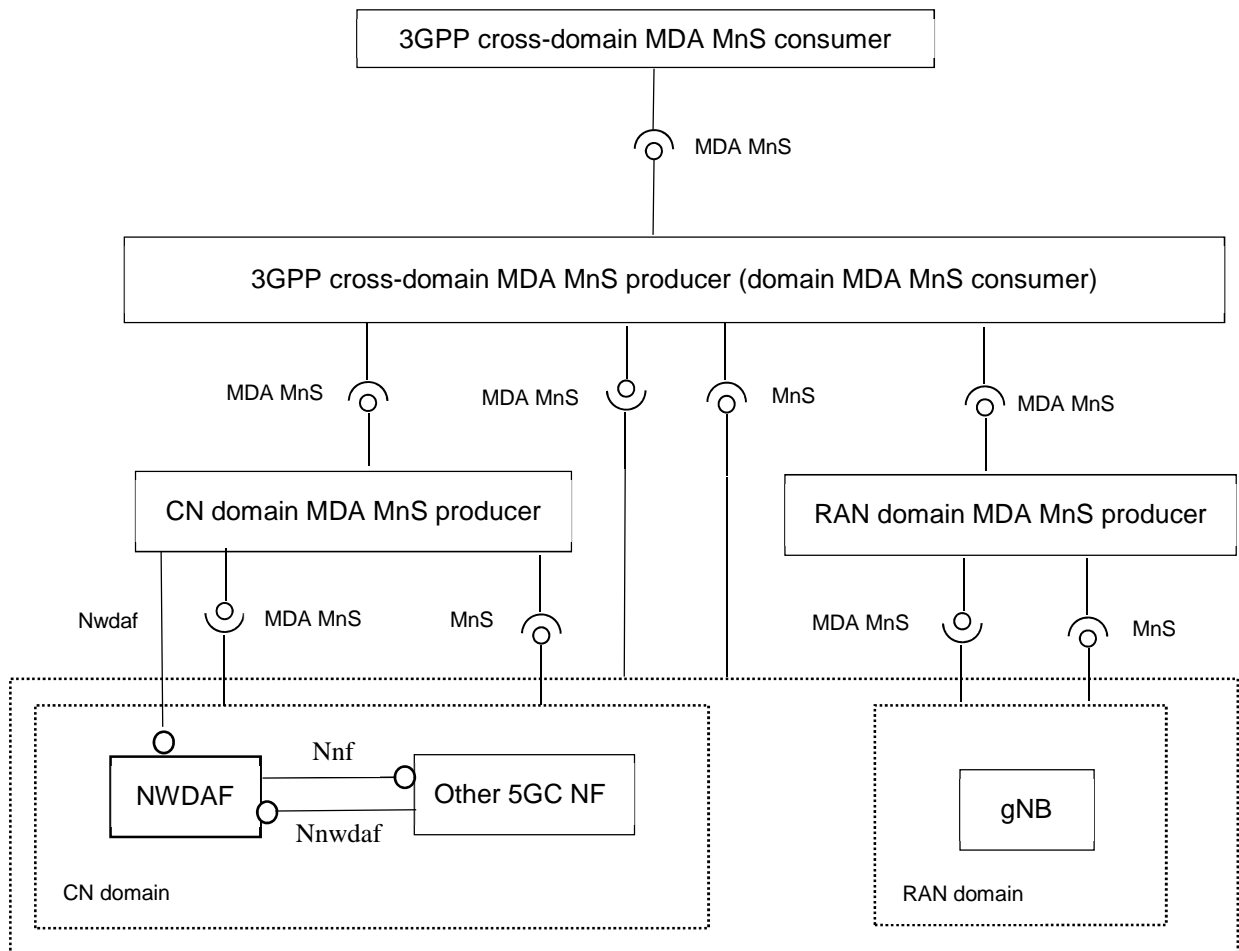 3GPP cross-domain MDA MnS consumer
MDA MnS
3GPP cross-domain MDA MnS producer (domain MDA MnS consumer)
MDA MnS
MDA MnS
MnS
MDA MnS
CN domain MDA MnS producer
RAN domain MDA MnS producer
Nwdaf
MDA MnS
MnS
MDA MnS
MnS
NWDAF
Nnf
Nnwdaf
Other 5GC NF
gNB
CN domain
RAN domain